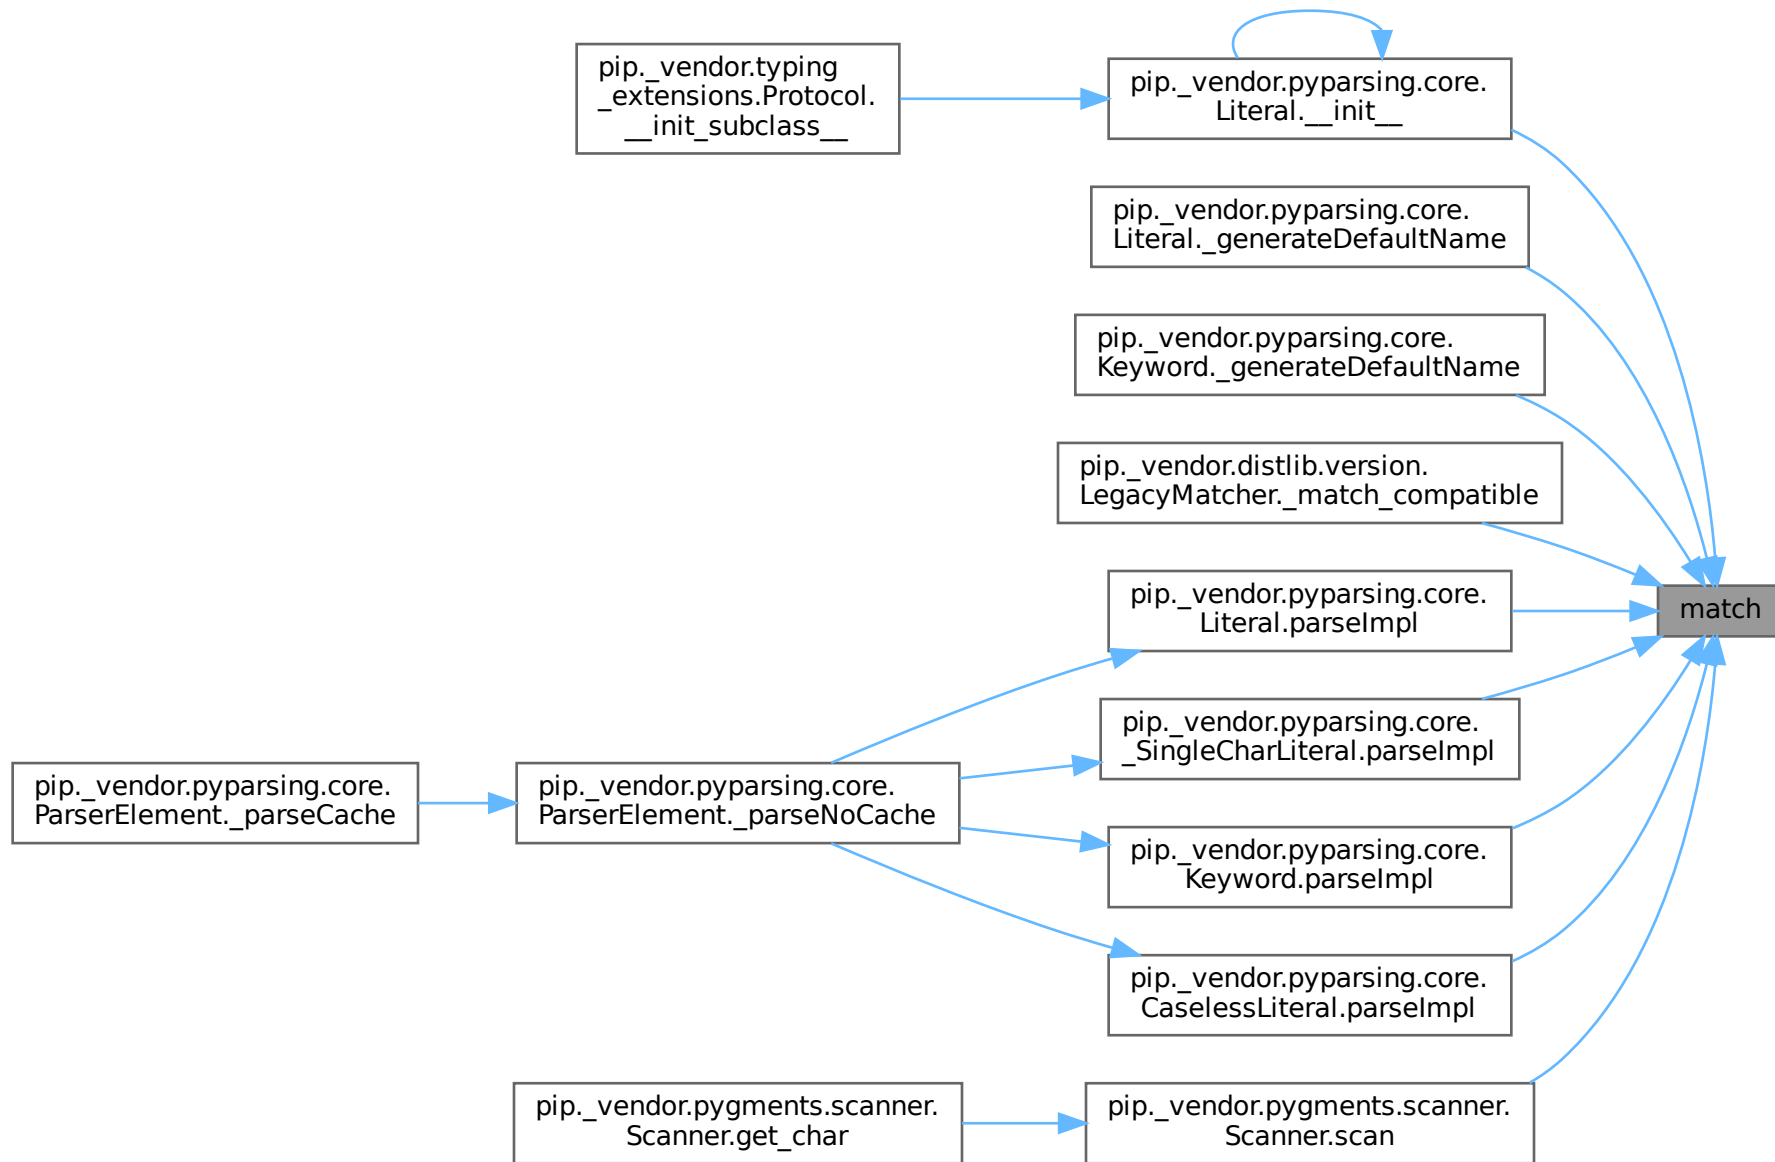 pip._vendor.typing
_extensions.Protocol.
__init_subclass__
pip._vendor.pyparsing.core.
Literal.__init__
pip._vendor.pyparsing.core.
Literal._generateDefaultName
pip._vendor.pyparsing.core.
Keyword._generateDefaultName
pip._vendor.distlib.version.
LegacyMatcher._match_compatible
pip._vendor.pyparsing.core.
Literal.parseImpl
match
pip._vendor.pyparsing.core.
_SingleCharLiteral.parseImpl
pip._vendor.pyparsing.core.
ParserElement._parseCache
pip._vendor.pyparsing.core.
ParserElement._parseNoCache
pip._vendor.pyparsing.core.
Keyword.parseImpl
pip._vendor.pyparsing.core.
CaselessLiteral.parseImpl
pip._vendor.pygments.scanner.
Scanner.get_char
pip._vendor.pygments.scanner.
Scanner.scan